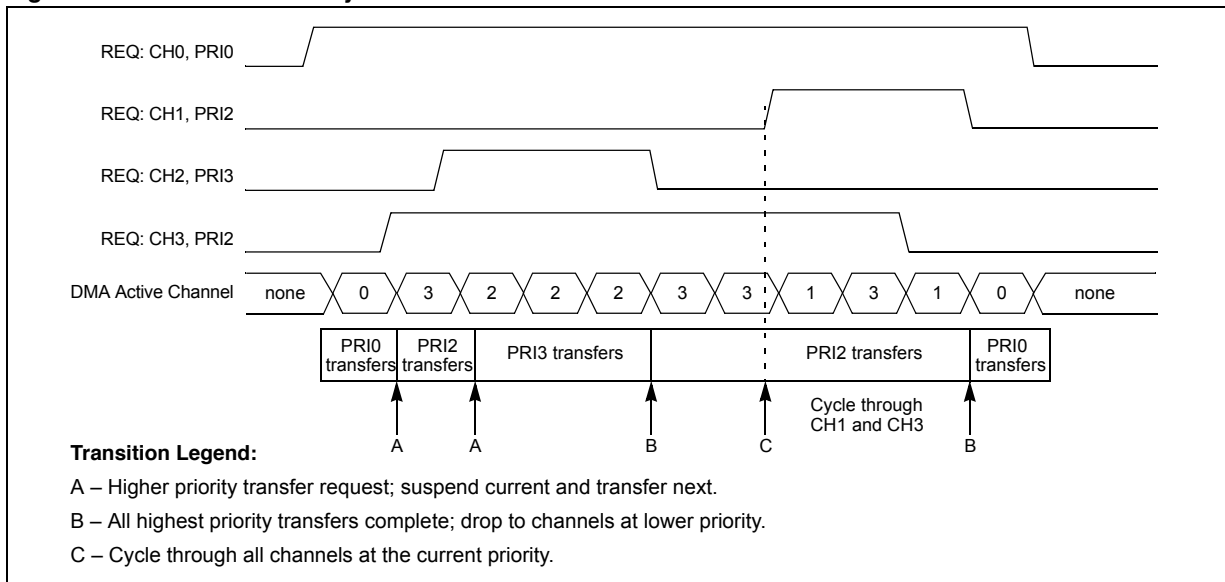 REQ: CH0, PRI0
REQ: CH1, PRI2
REQ: CH2, PRI3
REQ: CH3, PRI2
DMA Active Channel none 0 3 2 2 2 3 3 1 3 1 0 none
PRI0 transfers
PRI2 transfers
PRI3 transfers
PRI2 transfers
PRI0 transfers
Cycle through
CH1 and CH3
A A B C B
Transition Legend:
A – Higher priority transfer request; suspend current and transfer next.
B – All highest priority transfers complete; drop to channels at lower priority.
C – Cycle through all channels at the current priority.